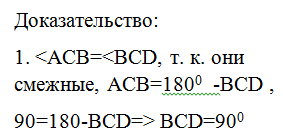 Доказательство:
1. <ACB=<BCD, т. к. они
смежные, ACB=180⁰ -BCD ,
90=180-BCD=> BCD=90⁰